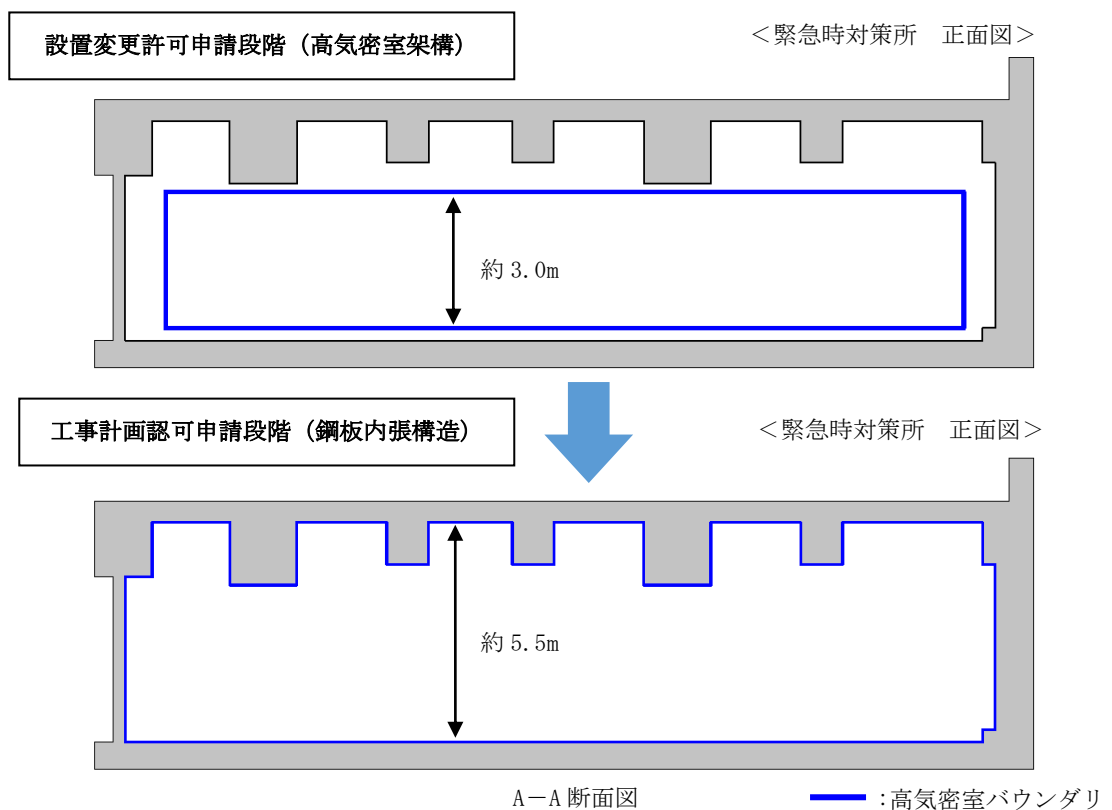 設置変更許可申請段階(高気密室架構)
<緊急時対策所　正面図>
約 3.0m
工事計画認可申請段階(鋼板内張構造)
<緊急時対策所　正面図>
約 5.5m
A-A 断面図
:高気密室バウンダリ